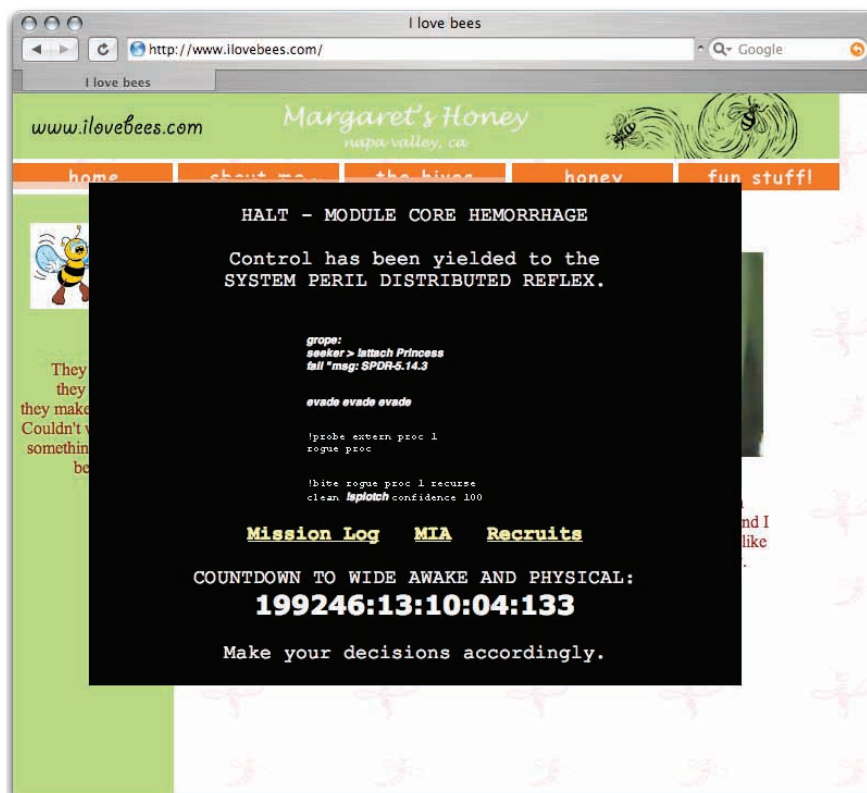 I love bees
http://www.ilovebees.com/
Google
I love bees
www.ilovebees.com
Margaret's Honey
napa valley, ca
home about me.. the hives honey fun stuff!
HALT - MODULE CORE HEMORRHAGE
Control has been yielded to the
SYSTEM PERIL DISTRIBUTED REFLEX.
grope:
seeker > !attach Princess
fail "msg: SPDR-5.14.3
evade evade evade
!probe extern proc 1
rogue proc
!bite rogue proc 1 recurse
clean !splotch confidence 100
Mission Log MIA Recruits
COUNTDOWN TO WIDE AWAKE AND PHYSICAL:
199246:13:10:04:133
Make your decisions accordingly.
They
they
they make
Couldn't
somethin
be
nd I
like